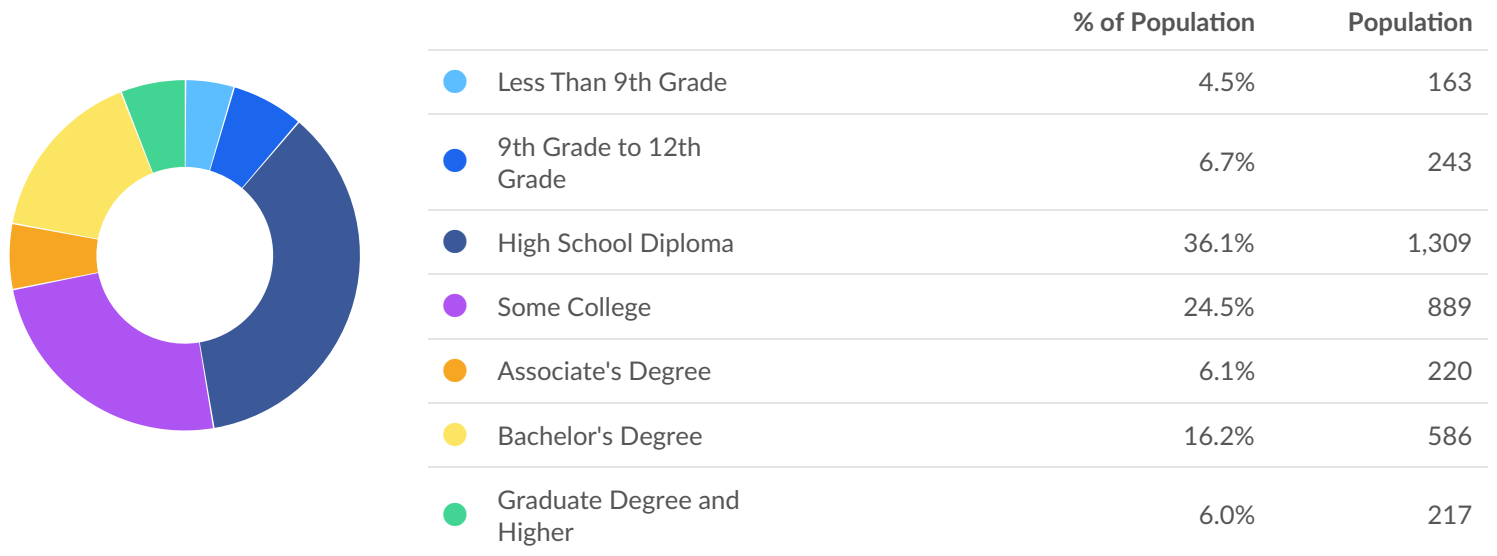 % of Population Population
Less Than 9th Grade 4.5% 163
9th Grade to 12th
Grade 6.7% 243
High School Diploma 36.1% 1,309
Some College 24.5% 889
Associate's Degree 6.1% 220
Bachelor's Degree 16.2% 586
Graduate Degree and
Higher 6.0% 217